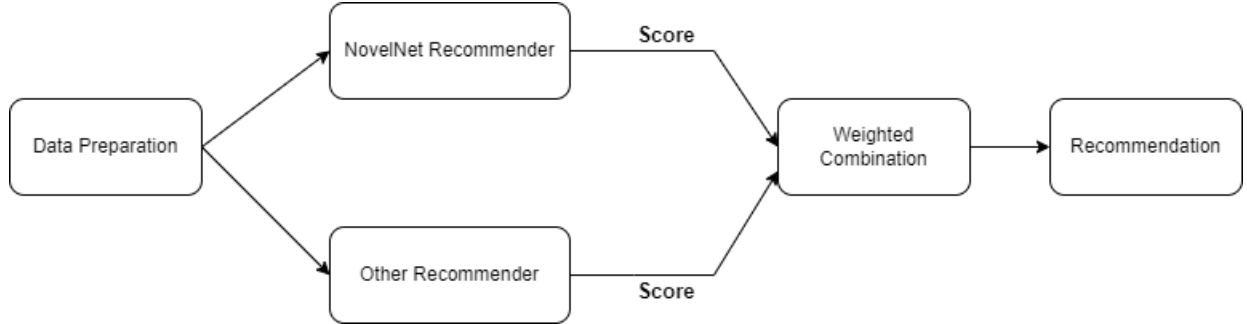 Data Preparation
NovelNet Recommender
Score
Other Recommender
Score
Weighted
Combination
Recommendation